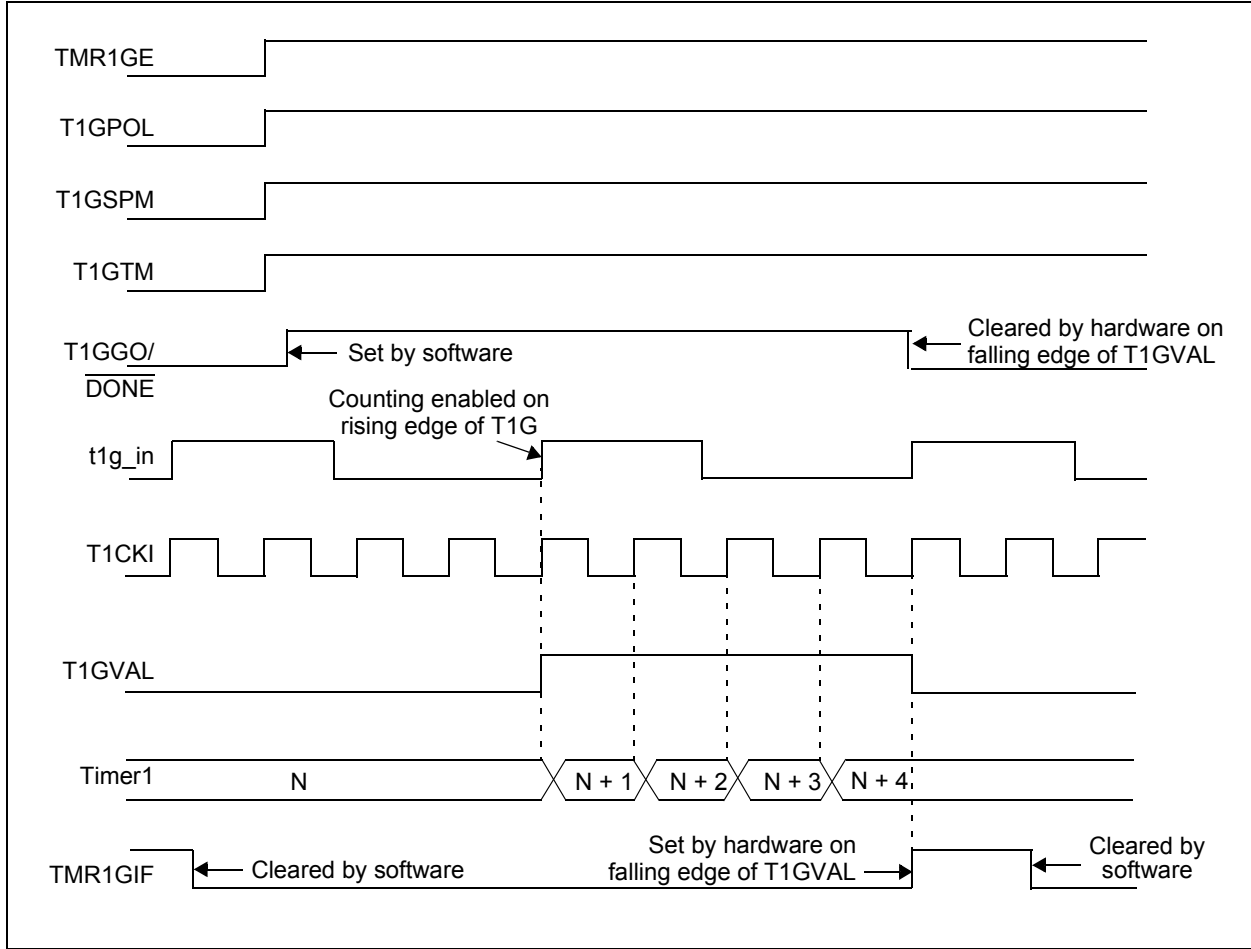 TMR1GE
T1GPOL
T1GSPM
T1GTM
T1GGO/
DONE
Set by software
Cleared by hardware on
falling edge of T1GVAL
Counting enabled on
rising edge of T1G
t1g_in
T1CKI
T1GVAL
Timer1
N
N + 1
N + 2
N + 3
N + 4
TMR1GIF
Cleared by software
Set by hardware on
falling edge of T1GVAL
Cleared by
software